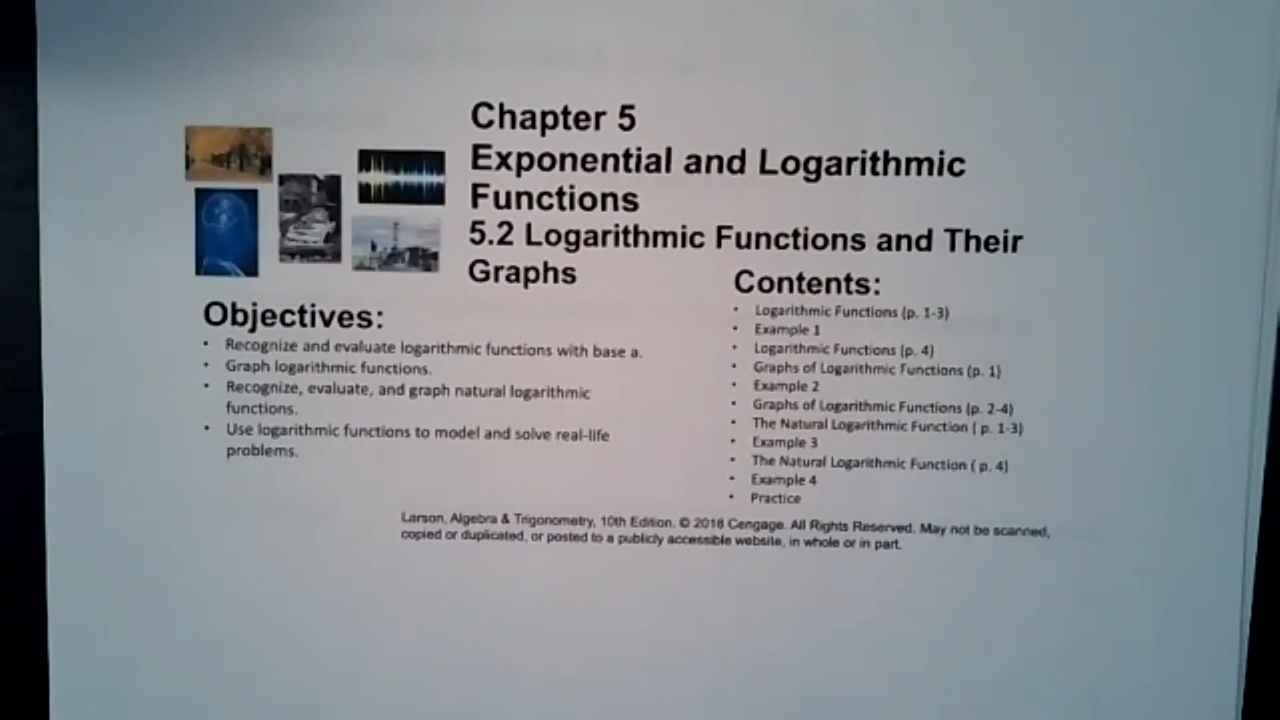 Chapter 5
Exponential and Logarithmic
Functions
5.2 Logarithmic Functions and Their
Graphs
Objectives:
• Recognize and evaluate logarithmic functions with base a.
• Graph logarithmic functions.
• Recognize, evaluate, and graph natural logarithmic
functions.
• Use logarithmic functions to model and solve real-life
problems.
Contents:
• Logarithmic Functions (p. 1-3)
• Example 1
• Logarithmic Functions (p. 4)
• Graphs of Logarithmic Functions (p. 1)
• Example 2
• Graphs of Logarithmic Functions (p. 2-4)
• The Natural Logarithmic Function ( p. 1-3)
• Example 3
• The Natural Logarithmic Function ( p. 4)
• Example 4
• Practice
Larson, Algebra & Trigonometry, 10th Edition. © 2018 Cengage. All Rights Reserved. May not be scanned,
copied or duplicated, or posted to a publicly accessible website, in whole or in part.